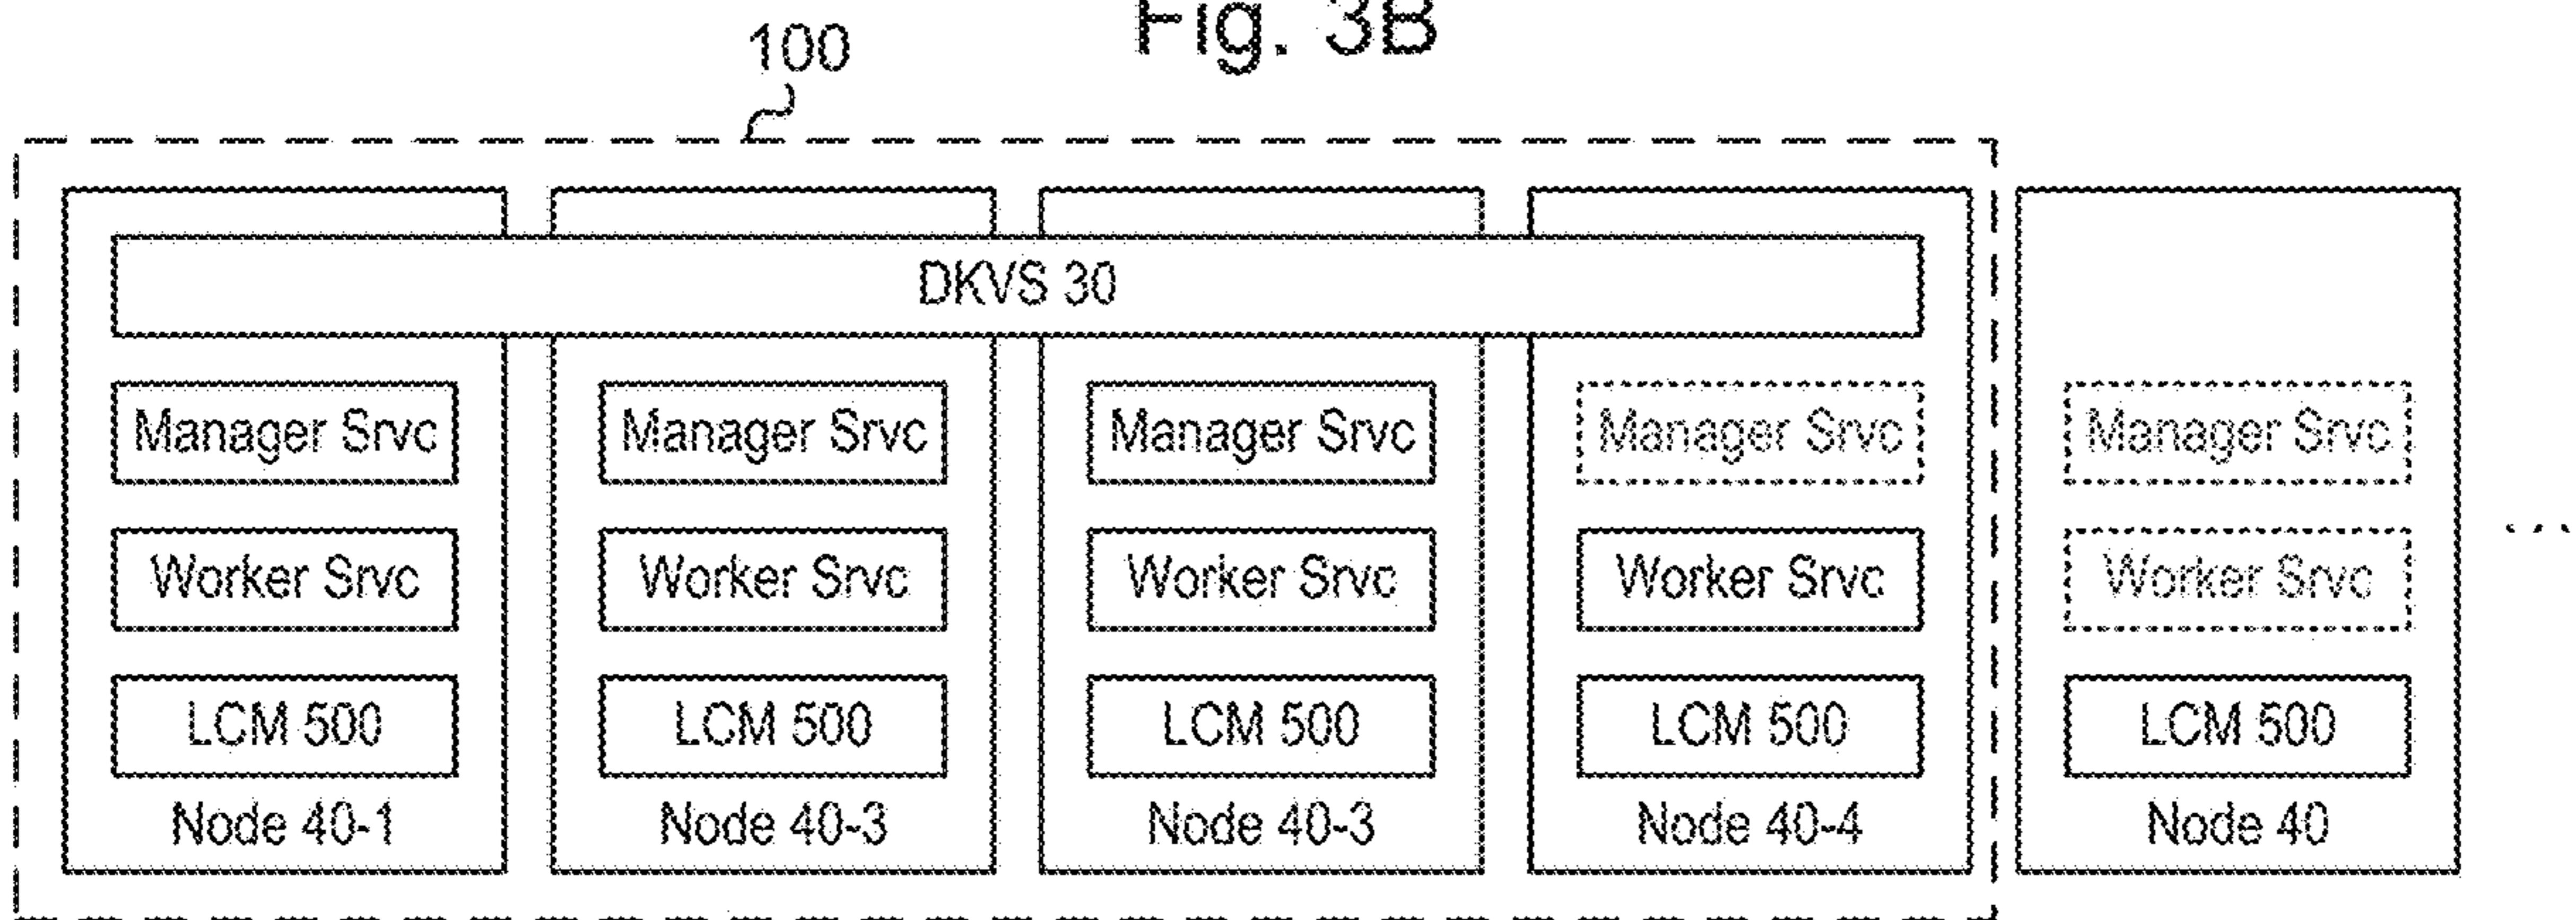 Fig. 3B
100
DKVS 30
Manager Srvc Manager Srvc Manager Srvc Manager Srvc Manager Srvc
Worker Srvc Worker Srvc Worker Srvc Worker Srvc Worker Srvc
...
LCM 500 LCM 500 LCM 500 LCM 500 LCM 500
Node 40-1 Node 40-3 Node 40-3 Node 40-4 Node 40